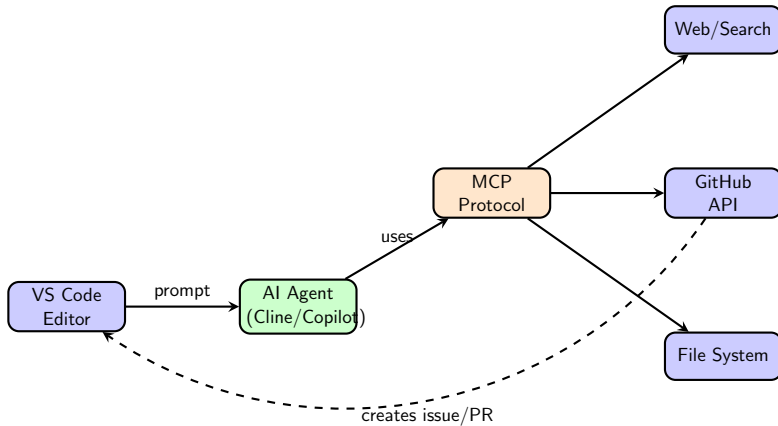 Web/Search
MCP
Protocol
GitHub
API
uses
prompt
VS Code
Editor
AI Agent
(Cline/Copilot)
File System
creates issue/PR